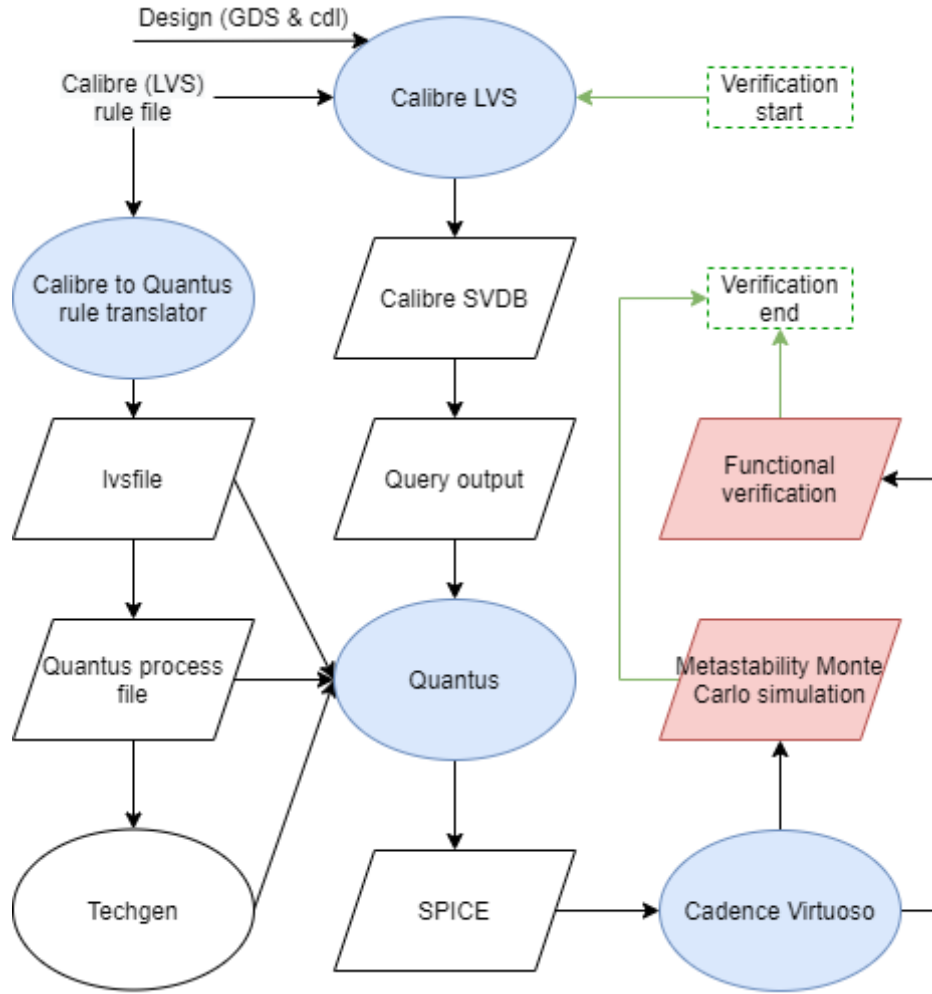 Design (GDS & cdl)
Calibre (LVS)
rule file
Calibre LVS
Verification
start
Calibre to Quantus
rule translator
Calibre SVDB
Verification
end
lvsfile
Query output
Functional
verification
Quantus process
file
Quantus
Metastability Monte
Carlo simulation
Techgen
SPICE
Cadence Virtuoso